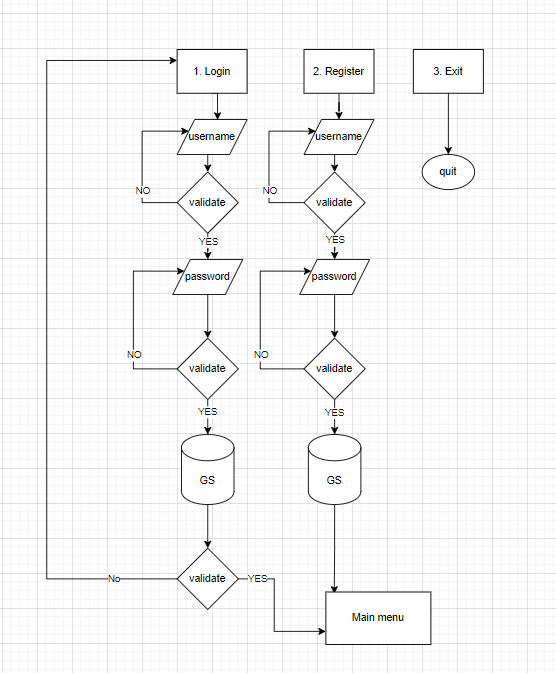 1. Login
2. Register
3. Exit
username
username
quit
NO
validate
NO
validate
YES
YES
password
password
NO
validate
NO
validate
YES
YES
GS
GS
No
validate
YES
Main menu